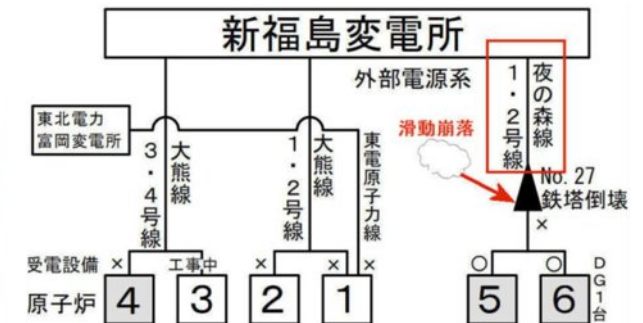 新福島変電所
外部電源系
夜の森線
1・2号線
滑動崩落
東北電力
富岡変電所
大熊線
3・4号線
大熊線
1・2号線
東電原子力線
No.27
鉄塔倒壊
×
受電設備
×
工事中
×
×
×
○
○
DG1台
原子炉
4
3
2
1
5
6